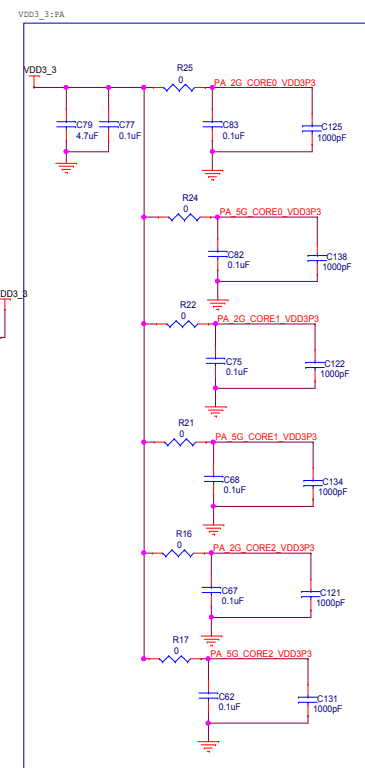 VDD3_3:PA
VDD3_3
R25
0
PA_2G_CORE0_VDD3P3
C79
4.7uF
C77
0.1uF
C83
0.1uF
C125
1000pF
R24
0
PA_5G_CORE0_VDD3P3
C82
0.1uF
C138
1000pF
DD3_3
R22
0
PA_2G_CORE1_VDD3P3
C75
0.1uF
C122
1000pF
R21
0
PA_5G_CORE1_VDD3P3
C68
0.1uF
C134
1000pF
R16
0
PA_2G_CORE2_VDD3P3
C67
0.1uF
C121
1000pF
R17
0
PA_5G_CORE2_VDD3P3
C62
0.1uF
C131
1000pF